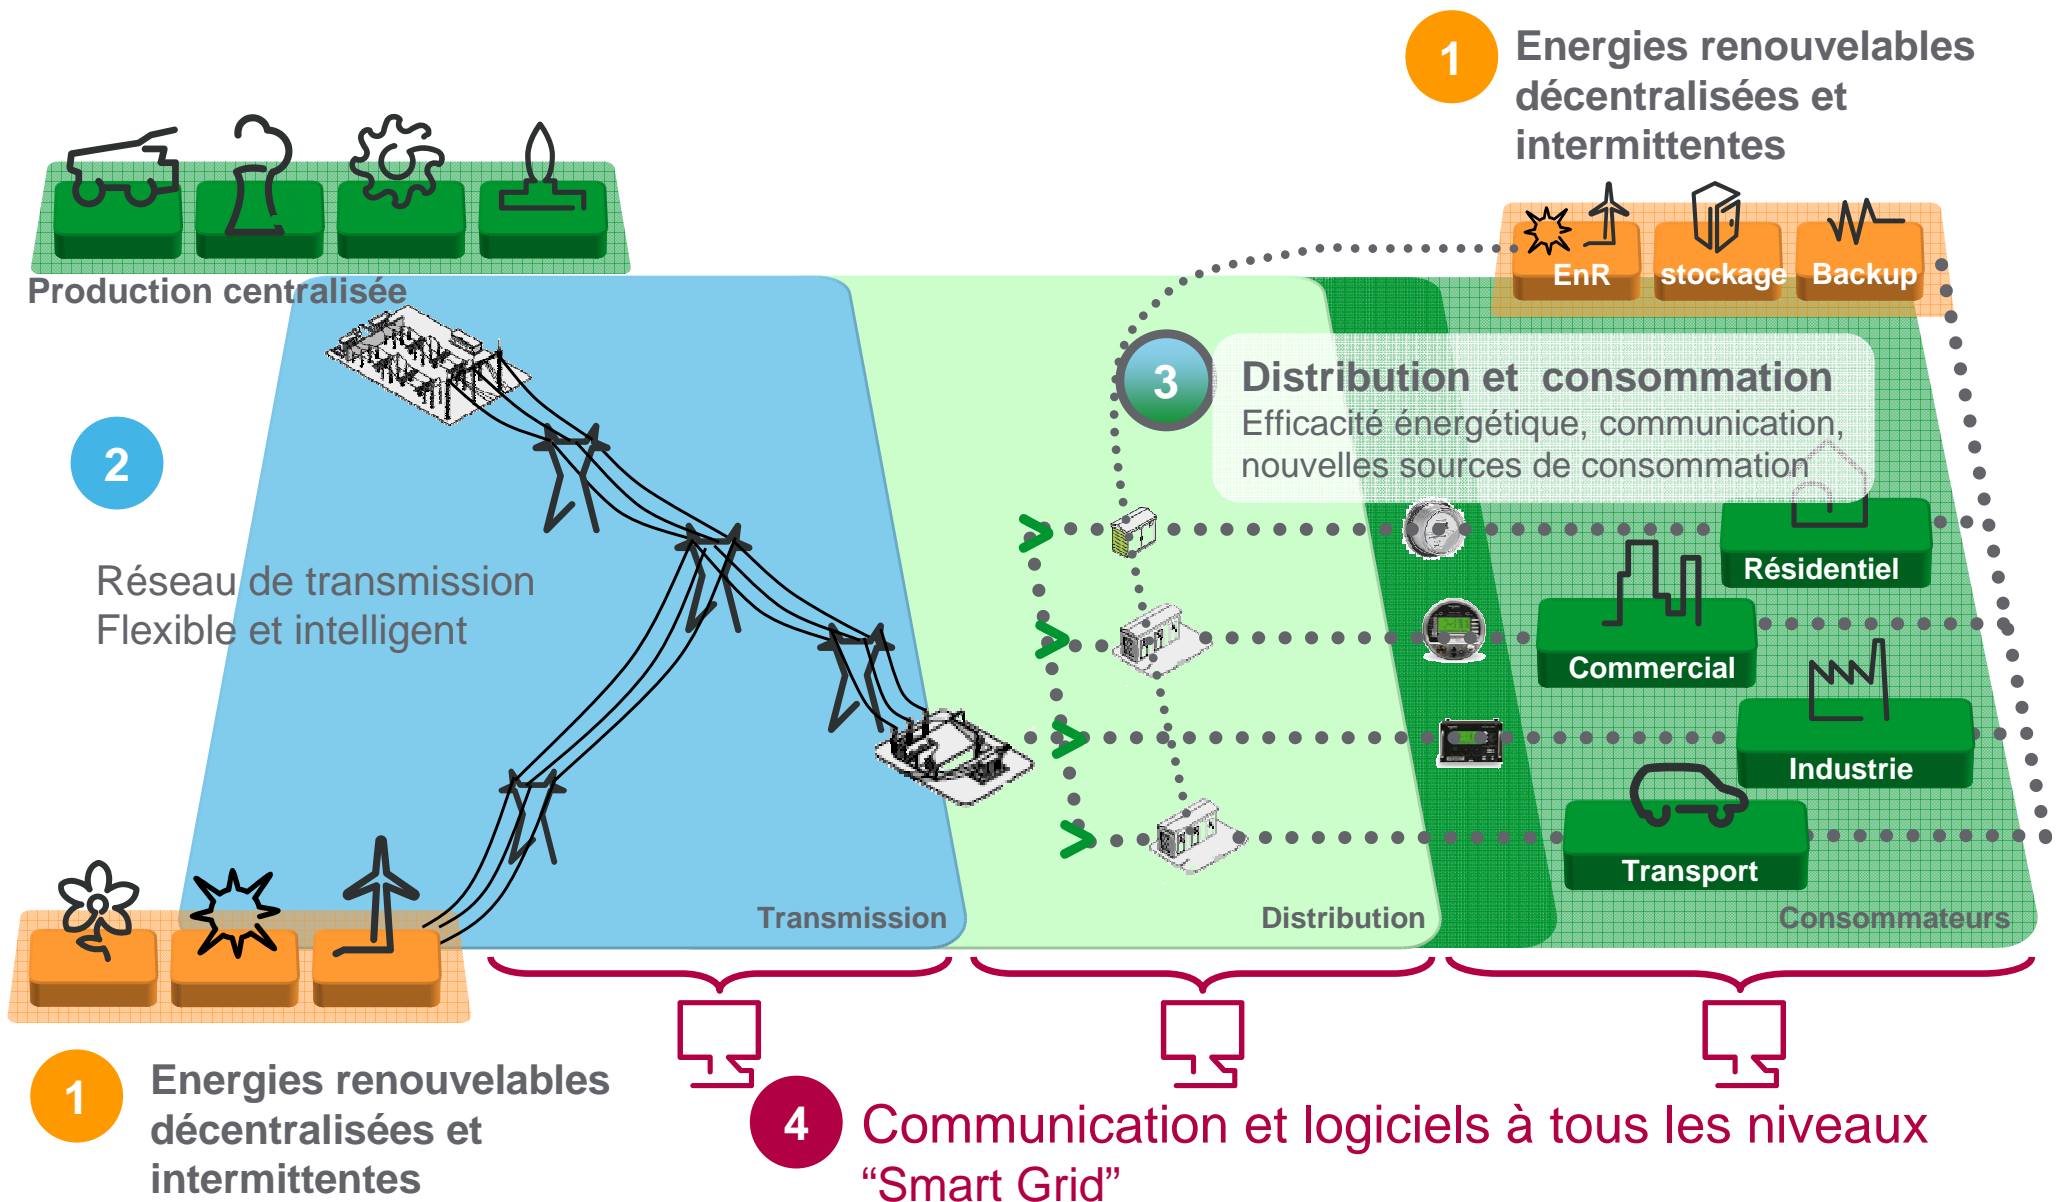 1
Energies renouvelables
décentralisées et
intermittentes
EnR
stockage
Backup
Production centralisée
3
Distribution et consommation
Efficacité énergétique, communication,
nouvelles sources de consommation
2
Réseau de transmission
Flexible et intelligent
Résidentiel
Commercial
Industrie
Transport
Transmission
Distribution
Consommateurs
1
Energies renouvelables
décentralisées et
intermittentes
4
Communication et logiciels à tous les niveaux
“Smart Grid”